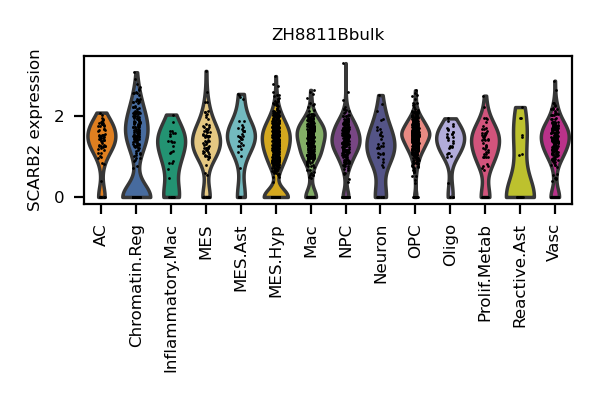 ZH8811Bbulk
SCARB2 expression
2
0
AC
Chromatin.Reg
Inflammatory.Mac
MES
MES.Ast
MES.Hyp
Mac
NPC
Neuron
OPC
Oligo
Prolif.Metab
Reactive.Ast
Vasc